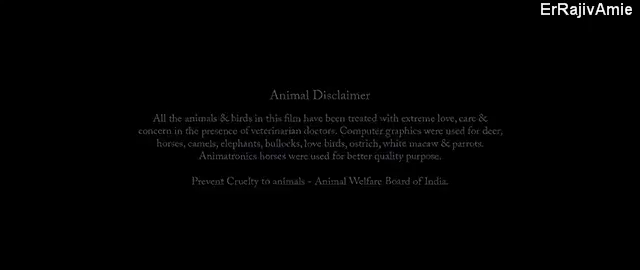 ErRajivAmie
Animal Disclaimer
All the animals & birds in this film have been treated with extreme love, care &
concern in the presence of veterinarian doctors. Computer graphics were used for deer,
horses, camels, elephants, bullocks, love birds, ostrich, white macaw & parrots.
Animatronics horses were used for better quality purpose.
Prevent Cruelty to animals - Animal Welfare Board of India.